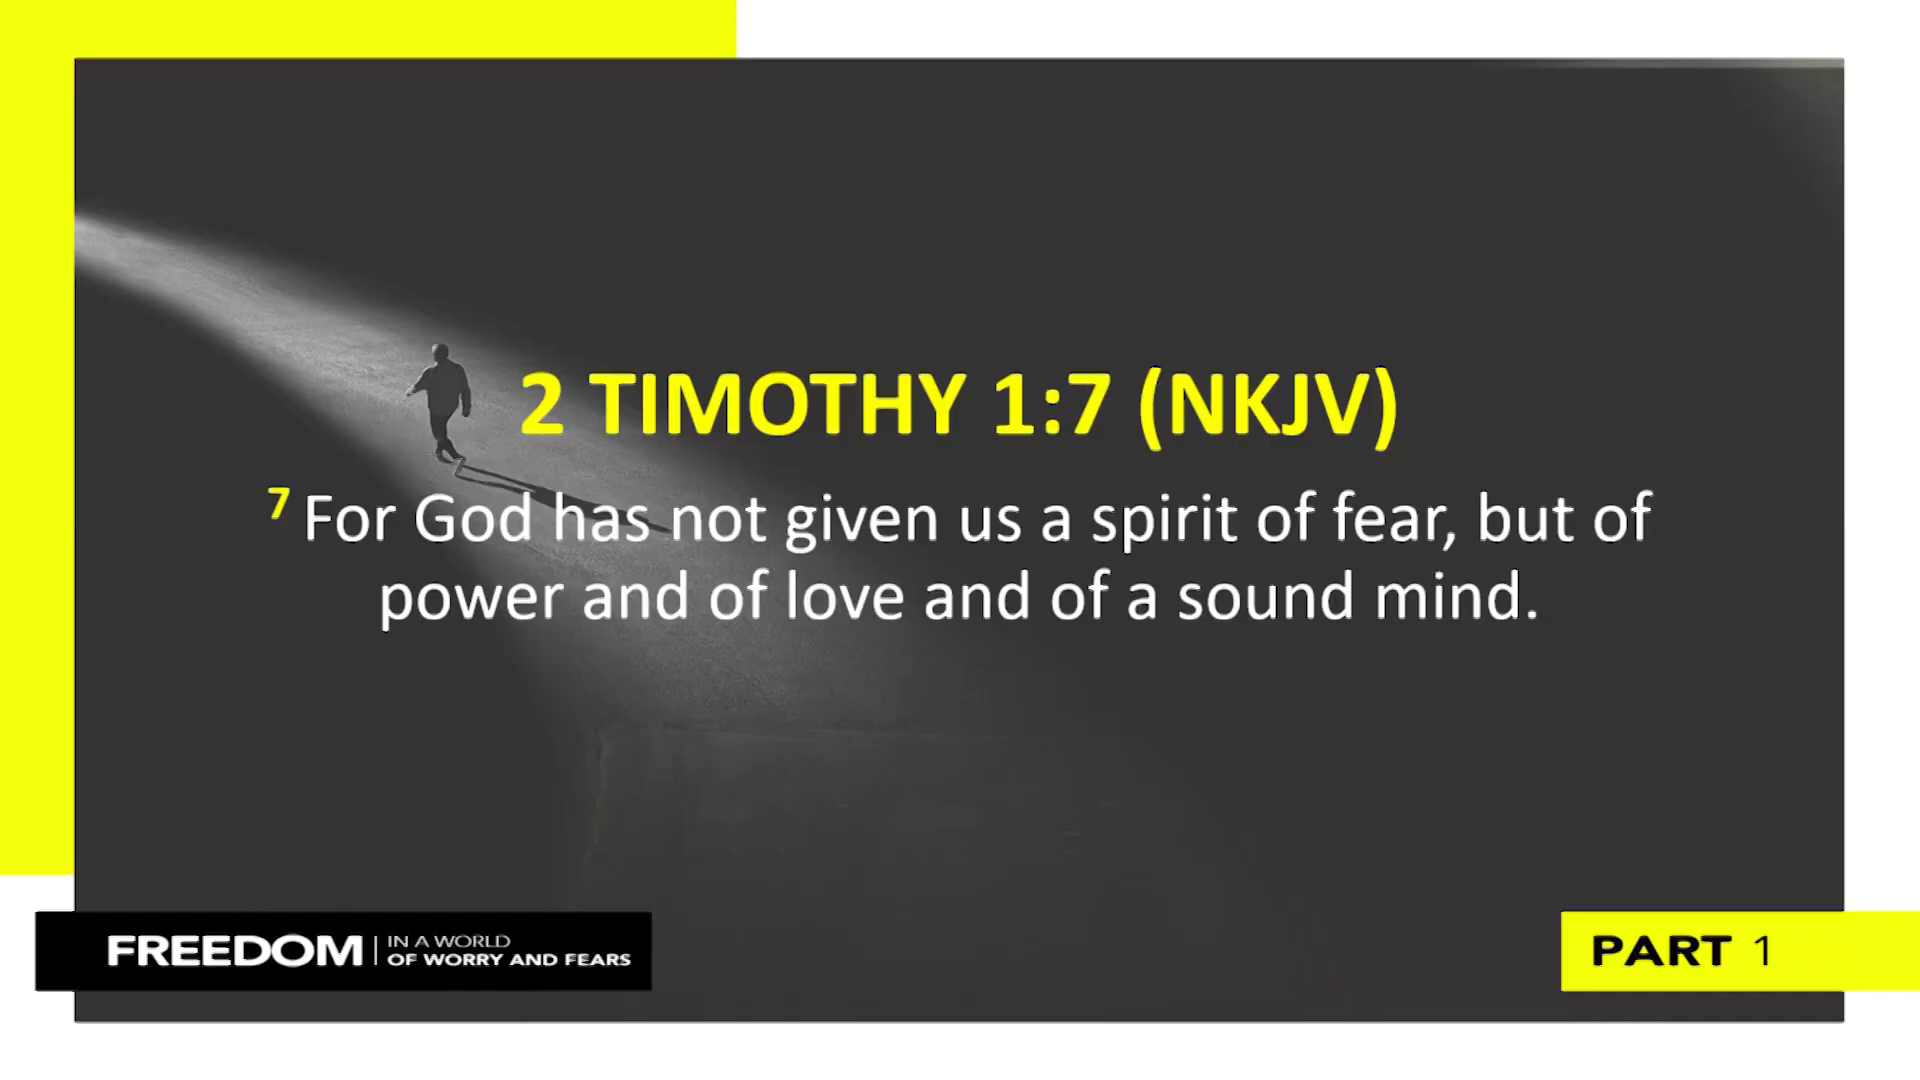 2 TIMOTHY 1:7 (NKJV)
7 For God has not given us a spirit of fear, but of
power and of love and of a sound mind.
FREEDOM
IN A WORLD
OF WORRY AND FEARS
PART 1